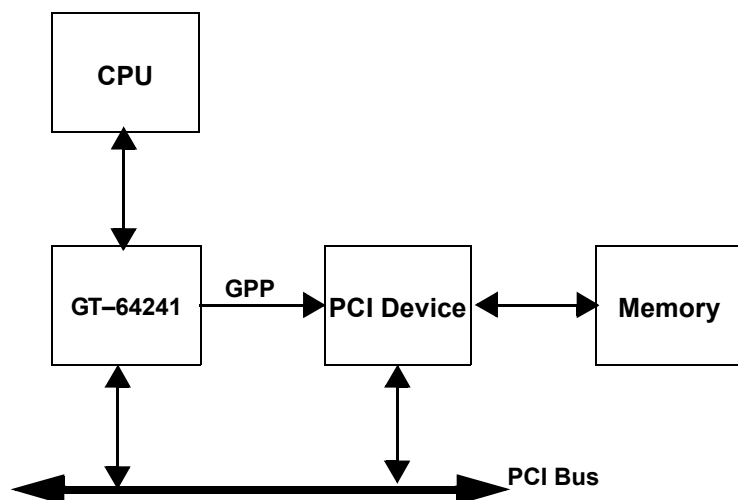 CPU
GT–64241
GPP
PCI Device
Memory
PCI Bus